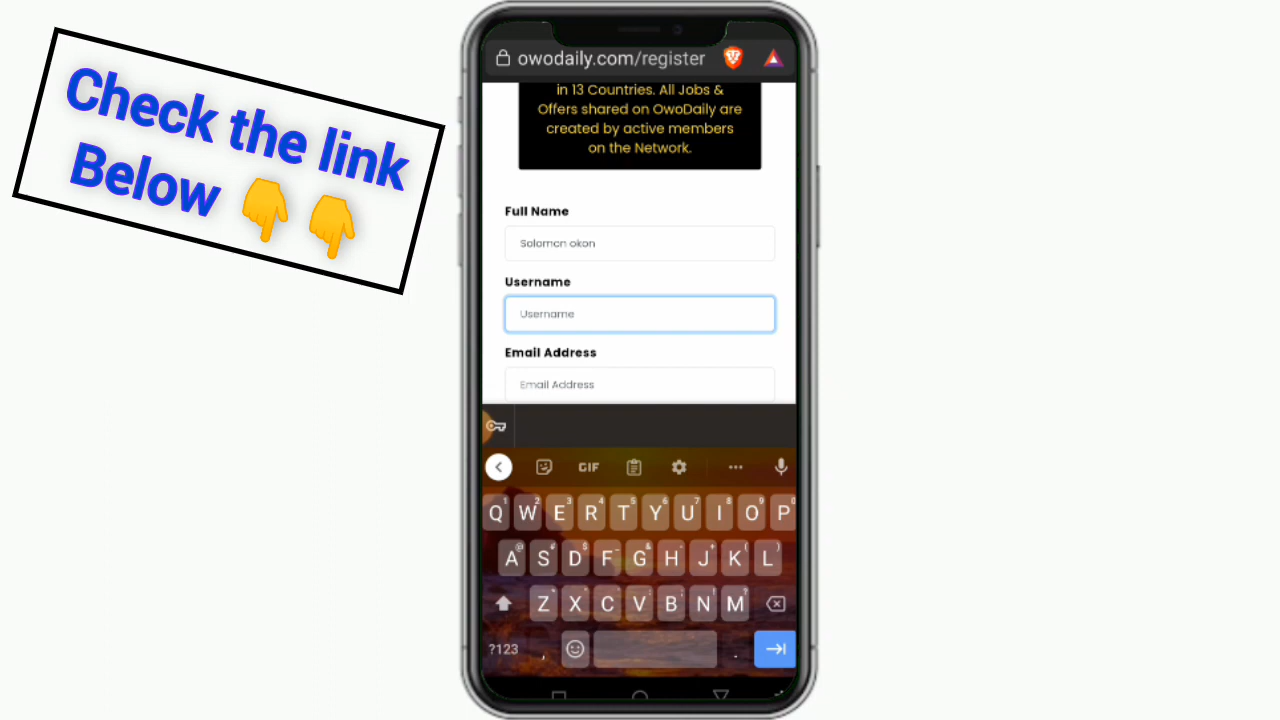 Check the link
Below 👇👇
owodaily.com/register
in 13 Countries. All Jobs &
Offers shared on OwoDaily are
created by active members
on the Network.
Full Name
Solomon okon
Username
Username
Email Address
Email Address
GIF
Q W E R T Y U I O P
A S D F G H J K L
Z X C V B N M
?123 , .